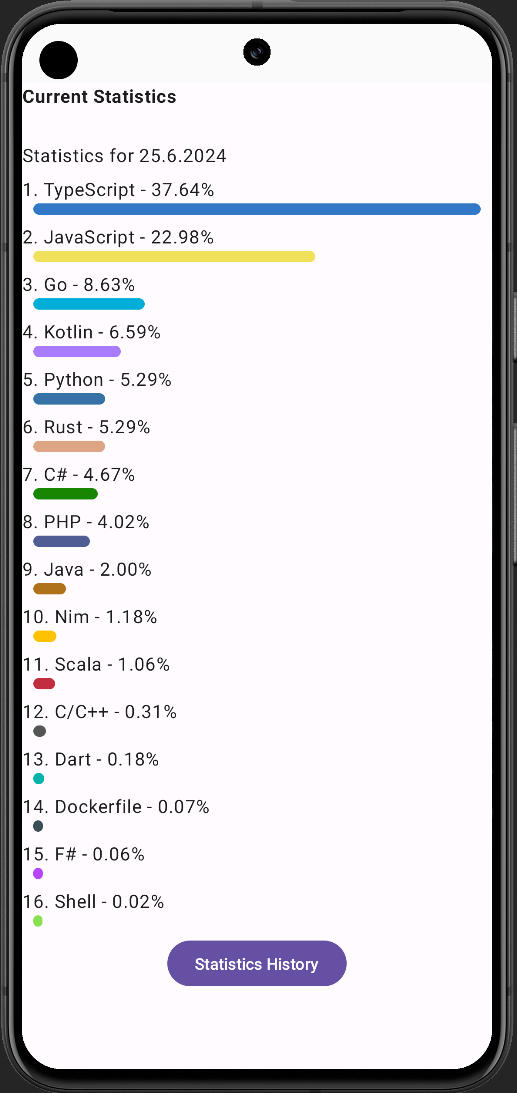 Current Statistics
Statistics for 25.6.2024
1. TypeScript - 37.64%
2. JavaScript - 22.98%
3. Go - 8.63%
4. Kotlin - 6.59%
5. Python - 5.29%
6. Rust - 5.29%
7. C# - 4.67%
8. PHP - 4.02%
9. Java - 2.00%
10. Nim - 1.18%
11. Scala - 1.06%
12. C/C++ - 0.31%
13. Dart - 0.18%
14. Dockerfile - 0.07%
15. F# - 0.06%
16. Shell - 0.02%
Statistics History